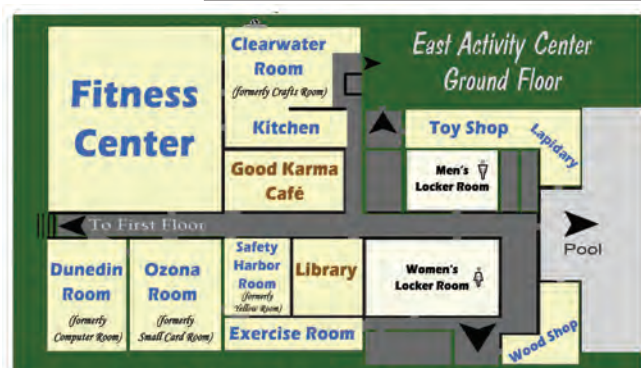 East Activity Center
Ground Floor
Clearwater
Room
(formerly Crafts Room)
Fitness
Center
Kitchen
Toy Shop
Lapidary
Good Karma
Café
Men's
Locker Room
To First Floor
Pool
Dunedin
Room
(formerly
Computer Room)
Ozona
Room
(formerly
Small Card Room)
Safety
Harbor
Room
(formerly
Yellow Room)
Library
Women's
Locker Room
Exercise Room
Wood Shop